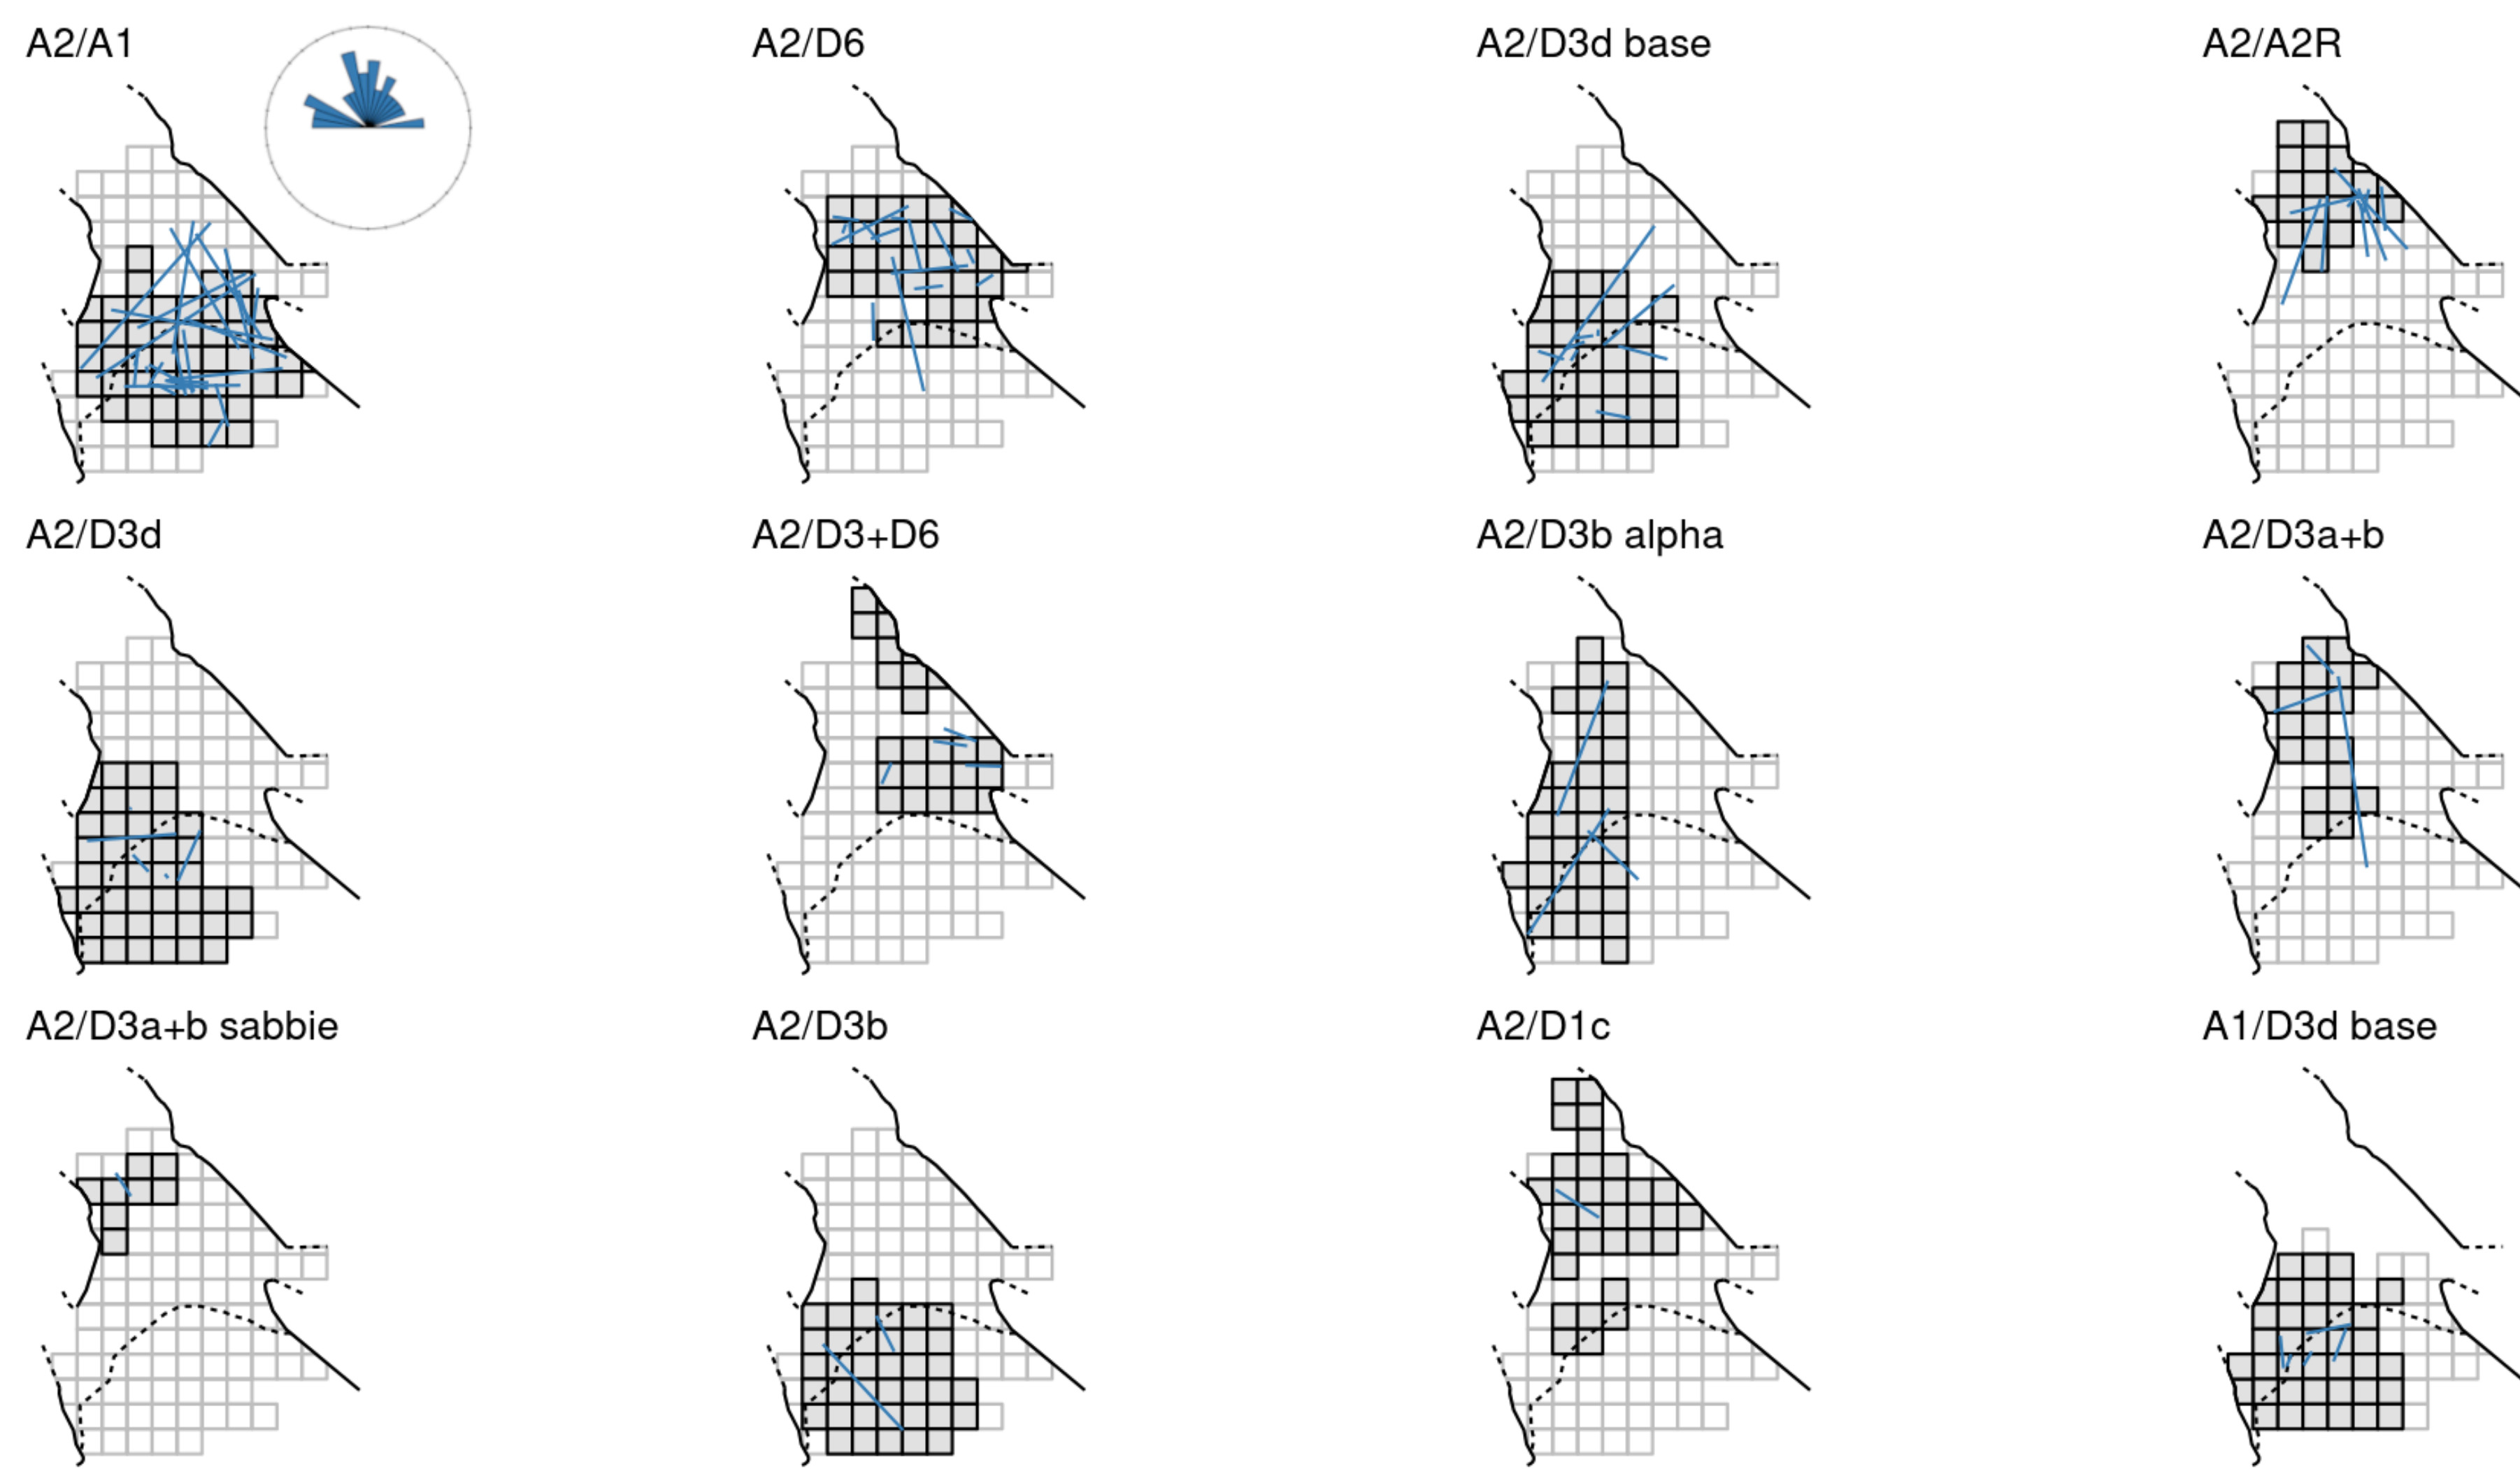 A2/A1
A2/D6
A2/D3d base
A2/A2R
A2/D3d
A2/D3+D6
A2/D3b alpha
A2/D3a+b
A2/D3a+b sabbie
A2/D3b
A2/D1c
A1/D3d base